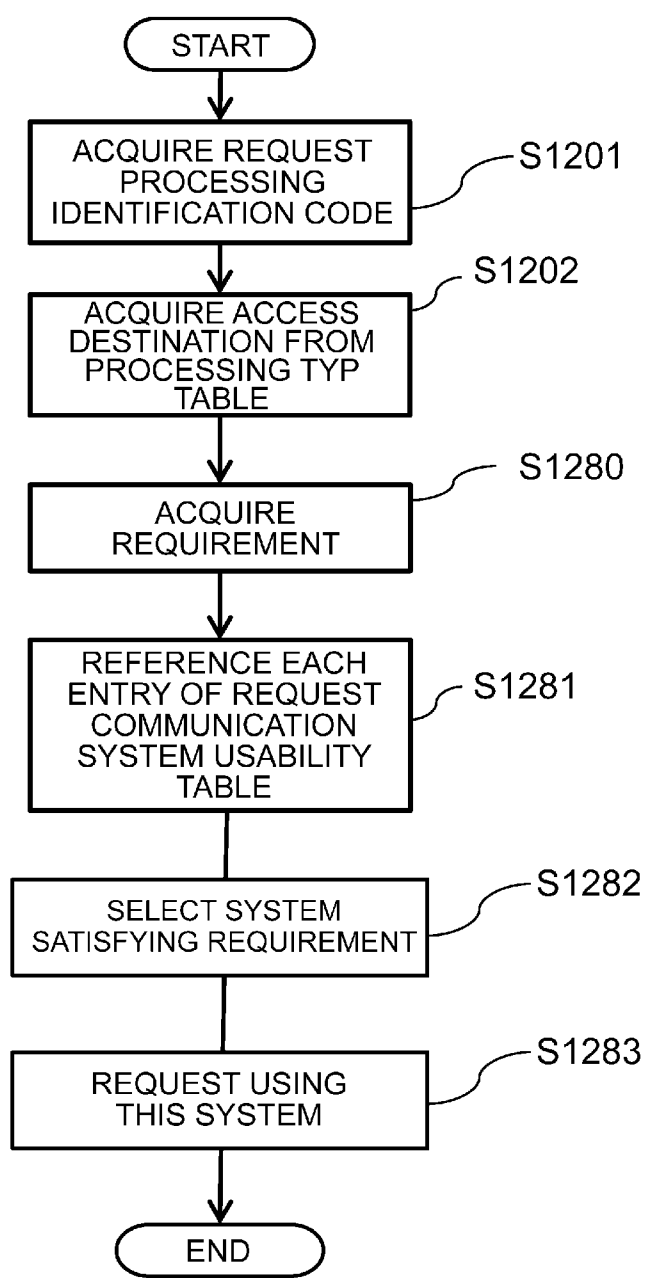 START
ACQUIRE REQUEST
PROCESSING
IDENTIFICATION CODE
S1201
ACQUIRE ACCESS
DESTINATION FROM
PROCESSING TYP
TABLE
S1202
ACQUIRE
REQUIREMENT
S1280
REFERENCE EACH
ENTRY OF REQUEST
COMMUNICATION
SYSTEM USABILITY
TABLE
S1281
SELECT SYSTEM
SATISFYING REQUIREMENT
S1282
REQUEST USING
THIS SYSTEM
S1283
END